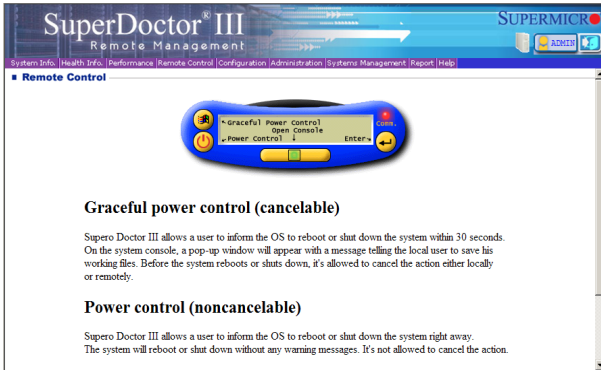 SuperDoctor® III
Remote Management
SUPERMICR
ADMIN
System Info. Health Info. Performance Remote Control Configuration Administration Systems Management Report Help
Remote Control
Graceful Power Control
Open Console
Power Control ↓ Enter
Comm.
Graceful power control (cancelable)
Supero Doctor III allows a user to inform the OS to reboot or shut down the system within 30 seconds.
On the system console, a pop-up window will appear with a message telling the local user to save his
working files. Before the system reboots or shuts down, it's allowed to cancel the action either locally
or remotely.
Power control (noncancelable)
Supero Doctor III allows a user to inform the OS to reboot or shut down the system right away.
The system will reboot or shut down without any warning messages. It's not allowed to cancel the action.